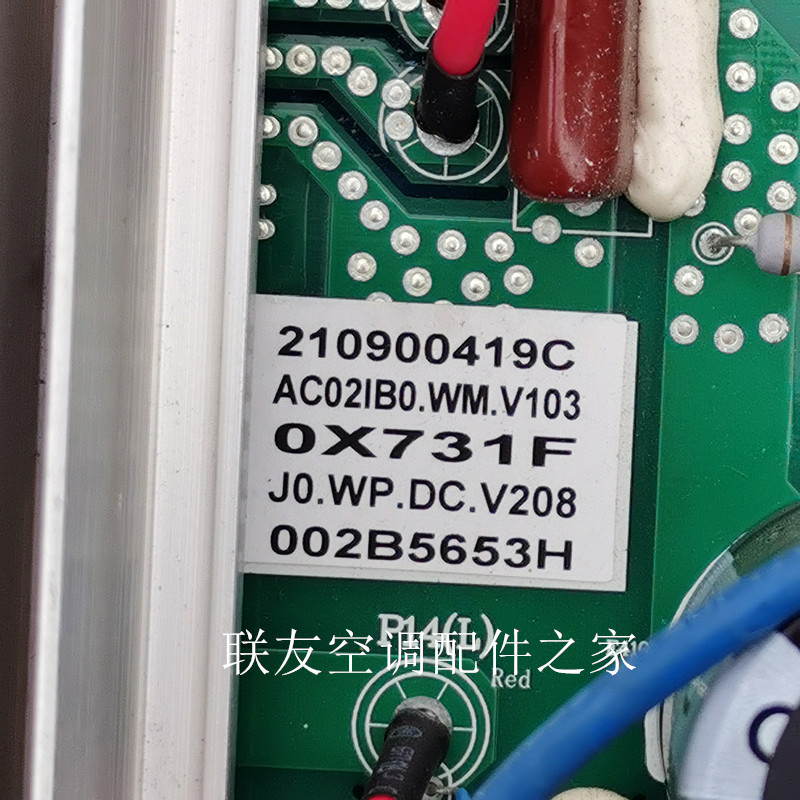 210900419C
AC02IB0.WM.V103
0X731F
J0.WP.DC.V208
002B5653H
P14(L)
联友空调配件之家
Red